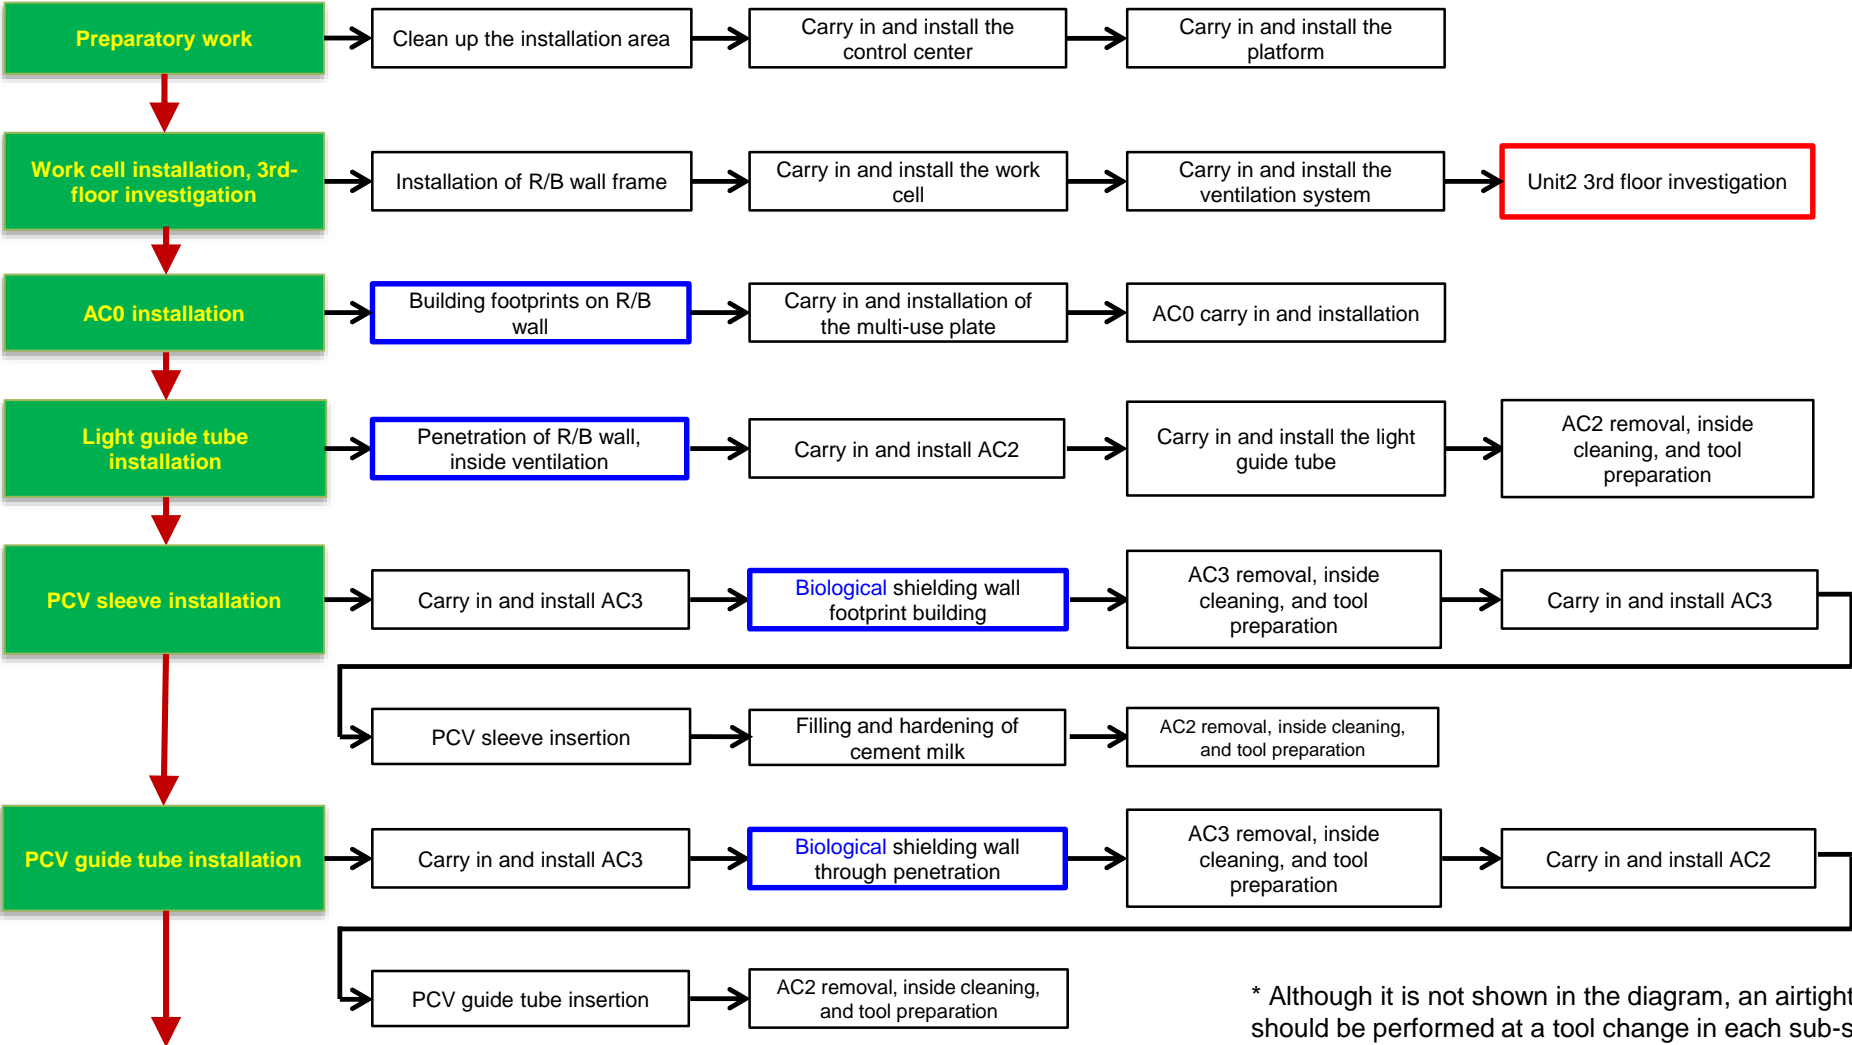 Preparatory work
Clean up the installation area
Carry in and install the
control center
Carry in and install the
platform
Work cell installation, 3rd-
floor investigation
Installation of R/B wall frame
Carry in and install the work
cell
Carry in and install the
ventilation system
Unit2 3rd floor investigation
AC0 installation
Building footprints on R/B
wall
Carry in and installation of
the multi-use plate
AC0 carry in and installation
Light guide tube
installation
Penetration of R/B wall,
inside ventilation
Carry in and install AC2
Carry in and install the light
guide tube
AC2 removal, inside
cleaning, and tool
preparation
PCV sleeve installation
Carry in and install AC3
Biological shielding wall
footprint building
AC3 removal, inside
cleaning, and tool
preparation
Carry in and install AC3
PCV sleeve insertion
Filling and hardening of
cement milk
AC2 removal, inside cleaning,
and tool preparation
PCV guide tube installation
Carry in and install AC3
Biological shielding wall
through penetration
AC3 removal, inside
cleaning, and tool
preparation
Carry in and install AC2
PCV guide tube insertion
AC2 removal, inside cleaning,
and tool preparation
* Although it is not shown in the diagram, an airtight
should be performed at a tool change in each sub-s